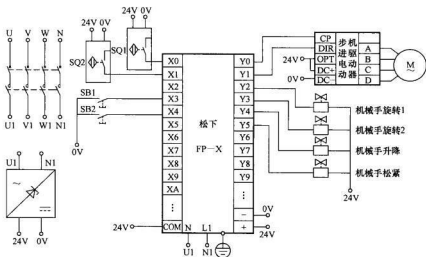 U V W N
U1 V1 W1 N1
24V 0V
SQ2
24V 0V
SQ1
SB1
SB2
0V
U1 N1
24V 0V
X0
X1
X2
X3
X4
X5
X6
X7
X8
X9
XA
COM
24V
松下
FP-X
N L1
U1 N1
Y0
Y1
Y2
Y3
Y4
Y5
Y6
Y7
Y8
Y9
−
+
0V
24V
CP
DIR
OPT
DC+
DC−
24V
0V
步进电动机驱动器
A
B
C
D
M
机械手旋转1
机械手旋转2
机械手升降
机械手松紧
24V